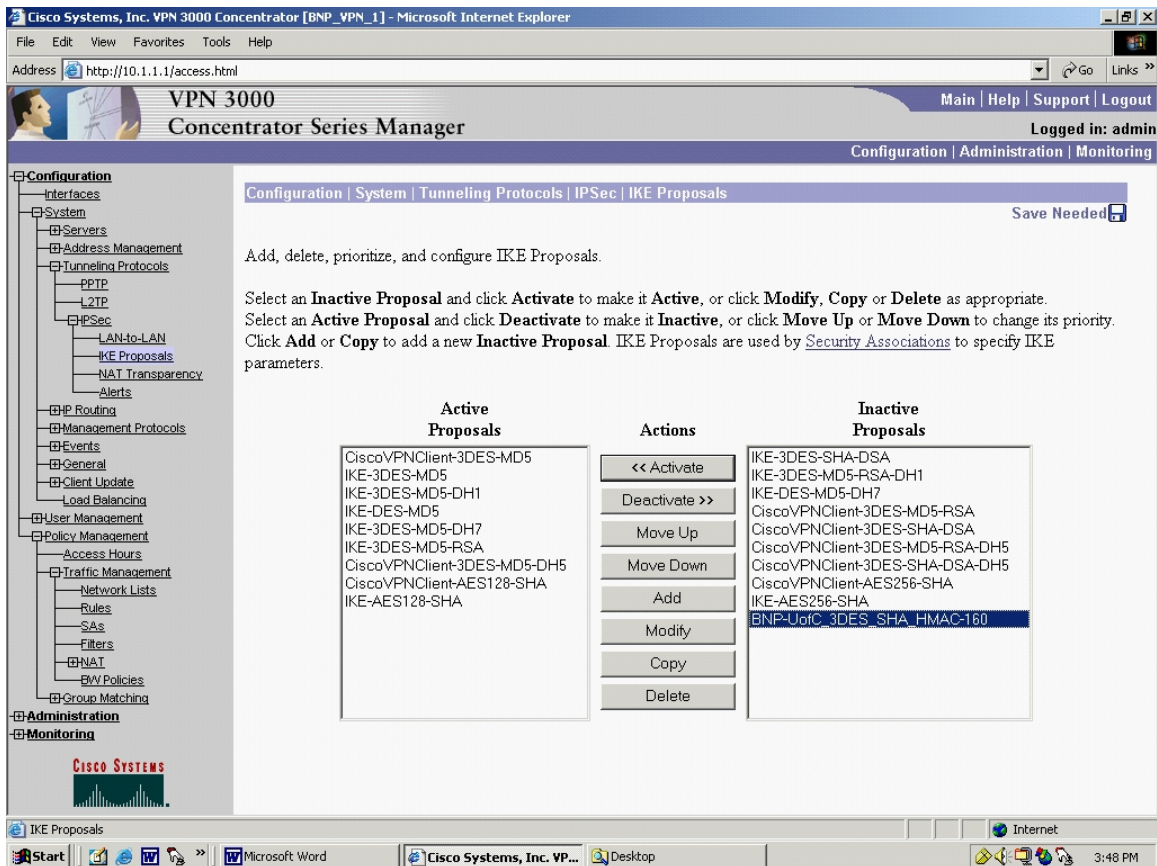 Cisco Systems, Inc. VPN 3000 Concentrator [BNP_VPN_1] - Microsoft Internet Explorer
File Edit View Favorites Tools Help
Address http://10.1.1.1/access.html Go Links »
VPN 3000
Concentrator Series Manager
Main | Help | Support | Logout
Logged in: admin
Configuration | Administration | Monitoring
Configuration
Interfaces
System
Servers
Address Management
Tunneling Protocols
PPTP
L2TP
IPSec
LAN-to-LAN
IKE Proposals
NAT Transparency
Alerts
IP Routing
Management Protocols
Events
General
Client Update
Load Balancing
User Management
Policy Management
Access Hours
Traffic Management
Network Lists
Rules
SAs
Filters
NAT
BW Policies
Group Matching
Administration
Monitoring
CISCO SYSTEMS
Configuration | System | Tunneling Protocols | IPSec | IKE Proposals
Save Needed
Add, delete, prioritize, and configure IKE Proposals.
Select an Inactive Proposal and click Activate to make it Active, or click Modify, Copy or Delete as appropriate.
Select an Active Proposal and click Deactivate to make it Inactive, or click Move Up or Move Down to change its priority.
Click Add or Copy to add a new Inactive Proposal. IKE Proposals are used by Security Associations to specify IKE
parameters.
Active
Proposals
CiscoVPNClient-3DES-MD5
IKE-3DES-MD5
IKE-3DES-MD5-DH1
IKE-DES-MD5
IKE-3DES-MD5-DH7
IKE-3DES-MD5-RSA
CiscoVPNClient-3DES-MD5-DH5
CiscoVPNClient-AES128-SHA
IKE-AES128-SHA
Actions
<< Activate
Deactivate >>
Move Up
Move Down
Add
Modify
Copy
Delete
Inactive
Proposals
IKE-3DES-SHA-DSA
IKE-3DES-MD5-RSA-DH1
IKE-DES-MD5-DH7
CiscoVPNClient-3DES-MD5-RSA
CiscoVPNClient-3DES-SHA-DSA
CiscoVPNClient-3DES-MD5-RSA-DH5
CiscoVPNClient-3DES-SHA-DSA-DH5
CiscoVPNClient-AES256-SHA
IKE-AES256-SHA
BNP-UofC_3DES_SHA_HMAC-160
IKE Proposals Internet
Start » Microsoft Word Cisco Systems, Inc. VP... Desktop 3:48 PM